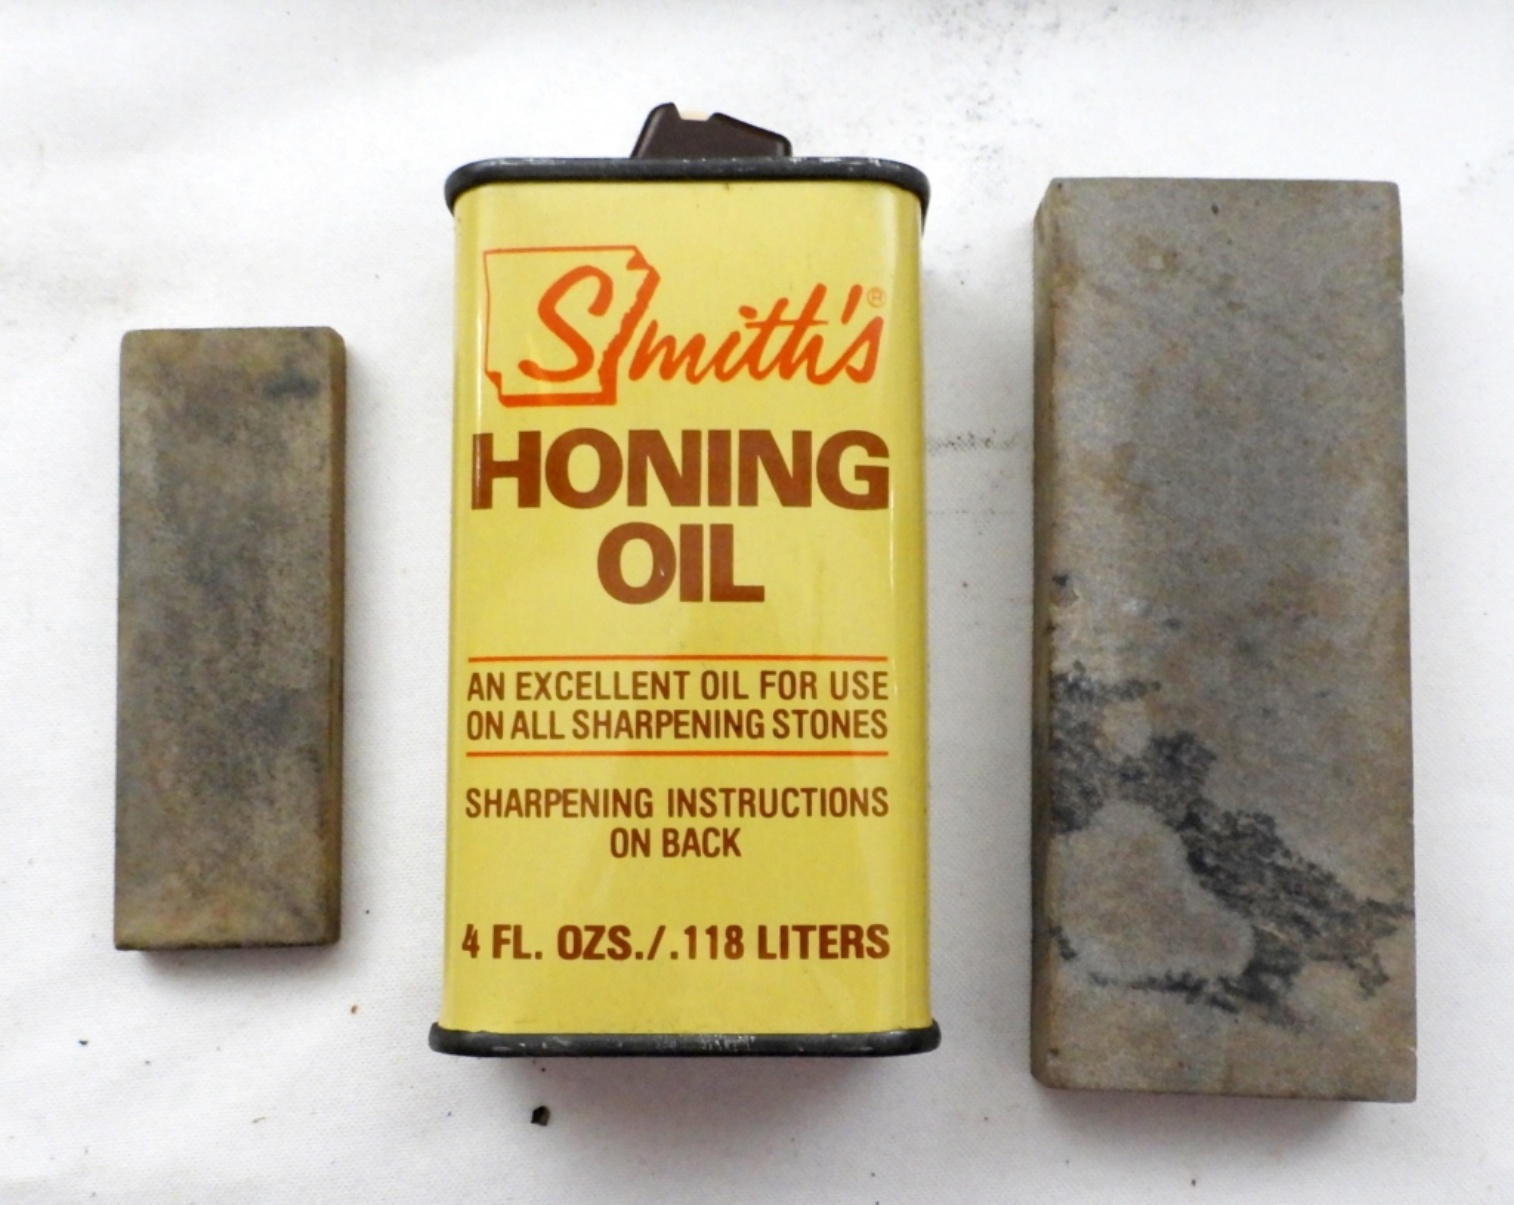 Smith's®
HONING
OIL
AN EXCELLENT OIL FOR USE
ON ALL SHARPENING STONES
SHARPENING INSTRUCTIONS
ON BACK
4 FL. OZS./.118 LITERS